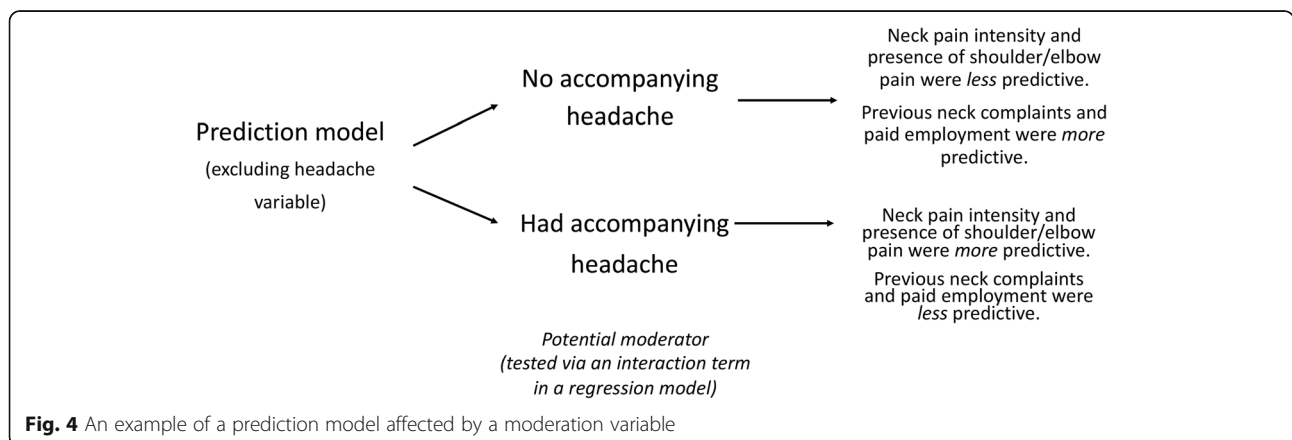 Prediction model
(excluding headache
variable)
No accompanying
headache
Neck pain intensity and
presence of shoulder/elbow
pain were less predictive.
Previous neck complaints and
paid employment were more
predictive.
Had accompanying
headache
Neck pain intensity and
presence of shoulder/elbow
pain were more predictive.
Previous neck complaints
and paid employment were
less predictive.
Potential moderator
(tested via an interaction term
in a regression model)
Fig. 4 An example of a prediction model affected by a moderation variable